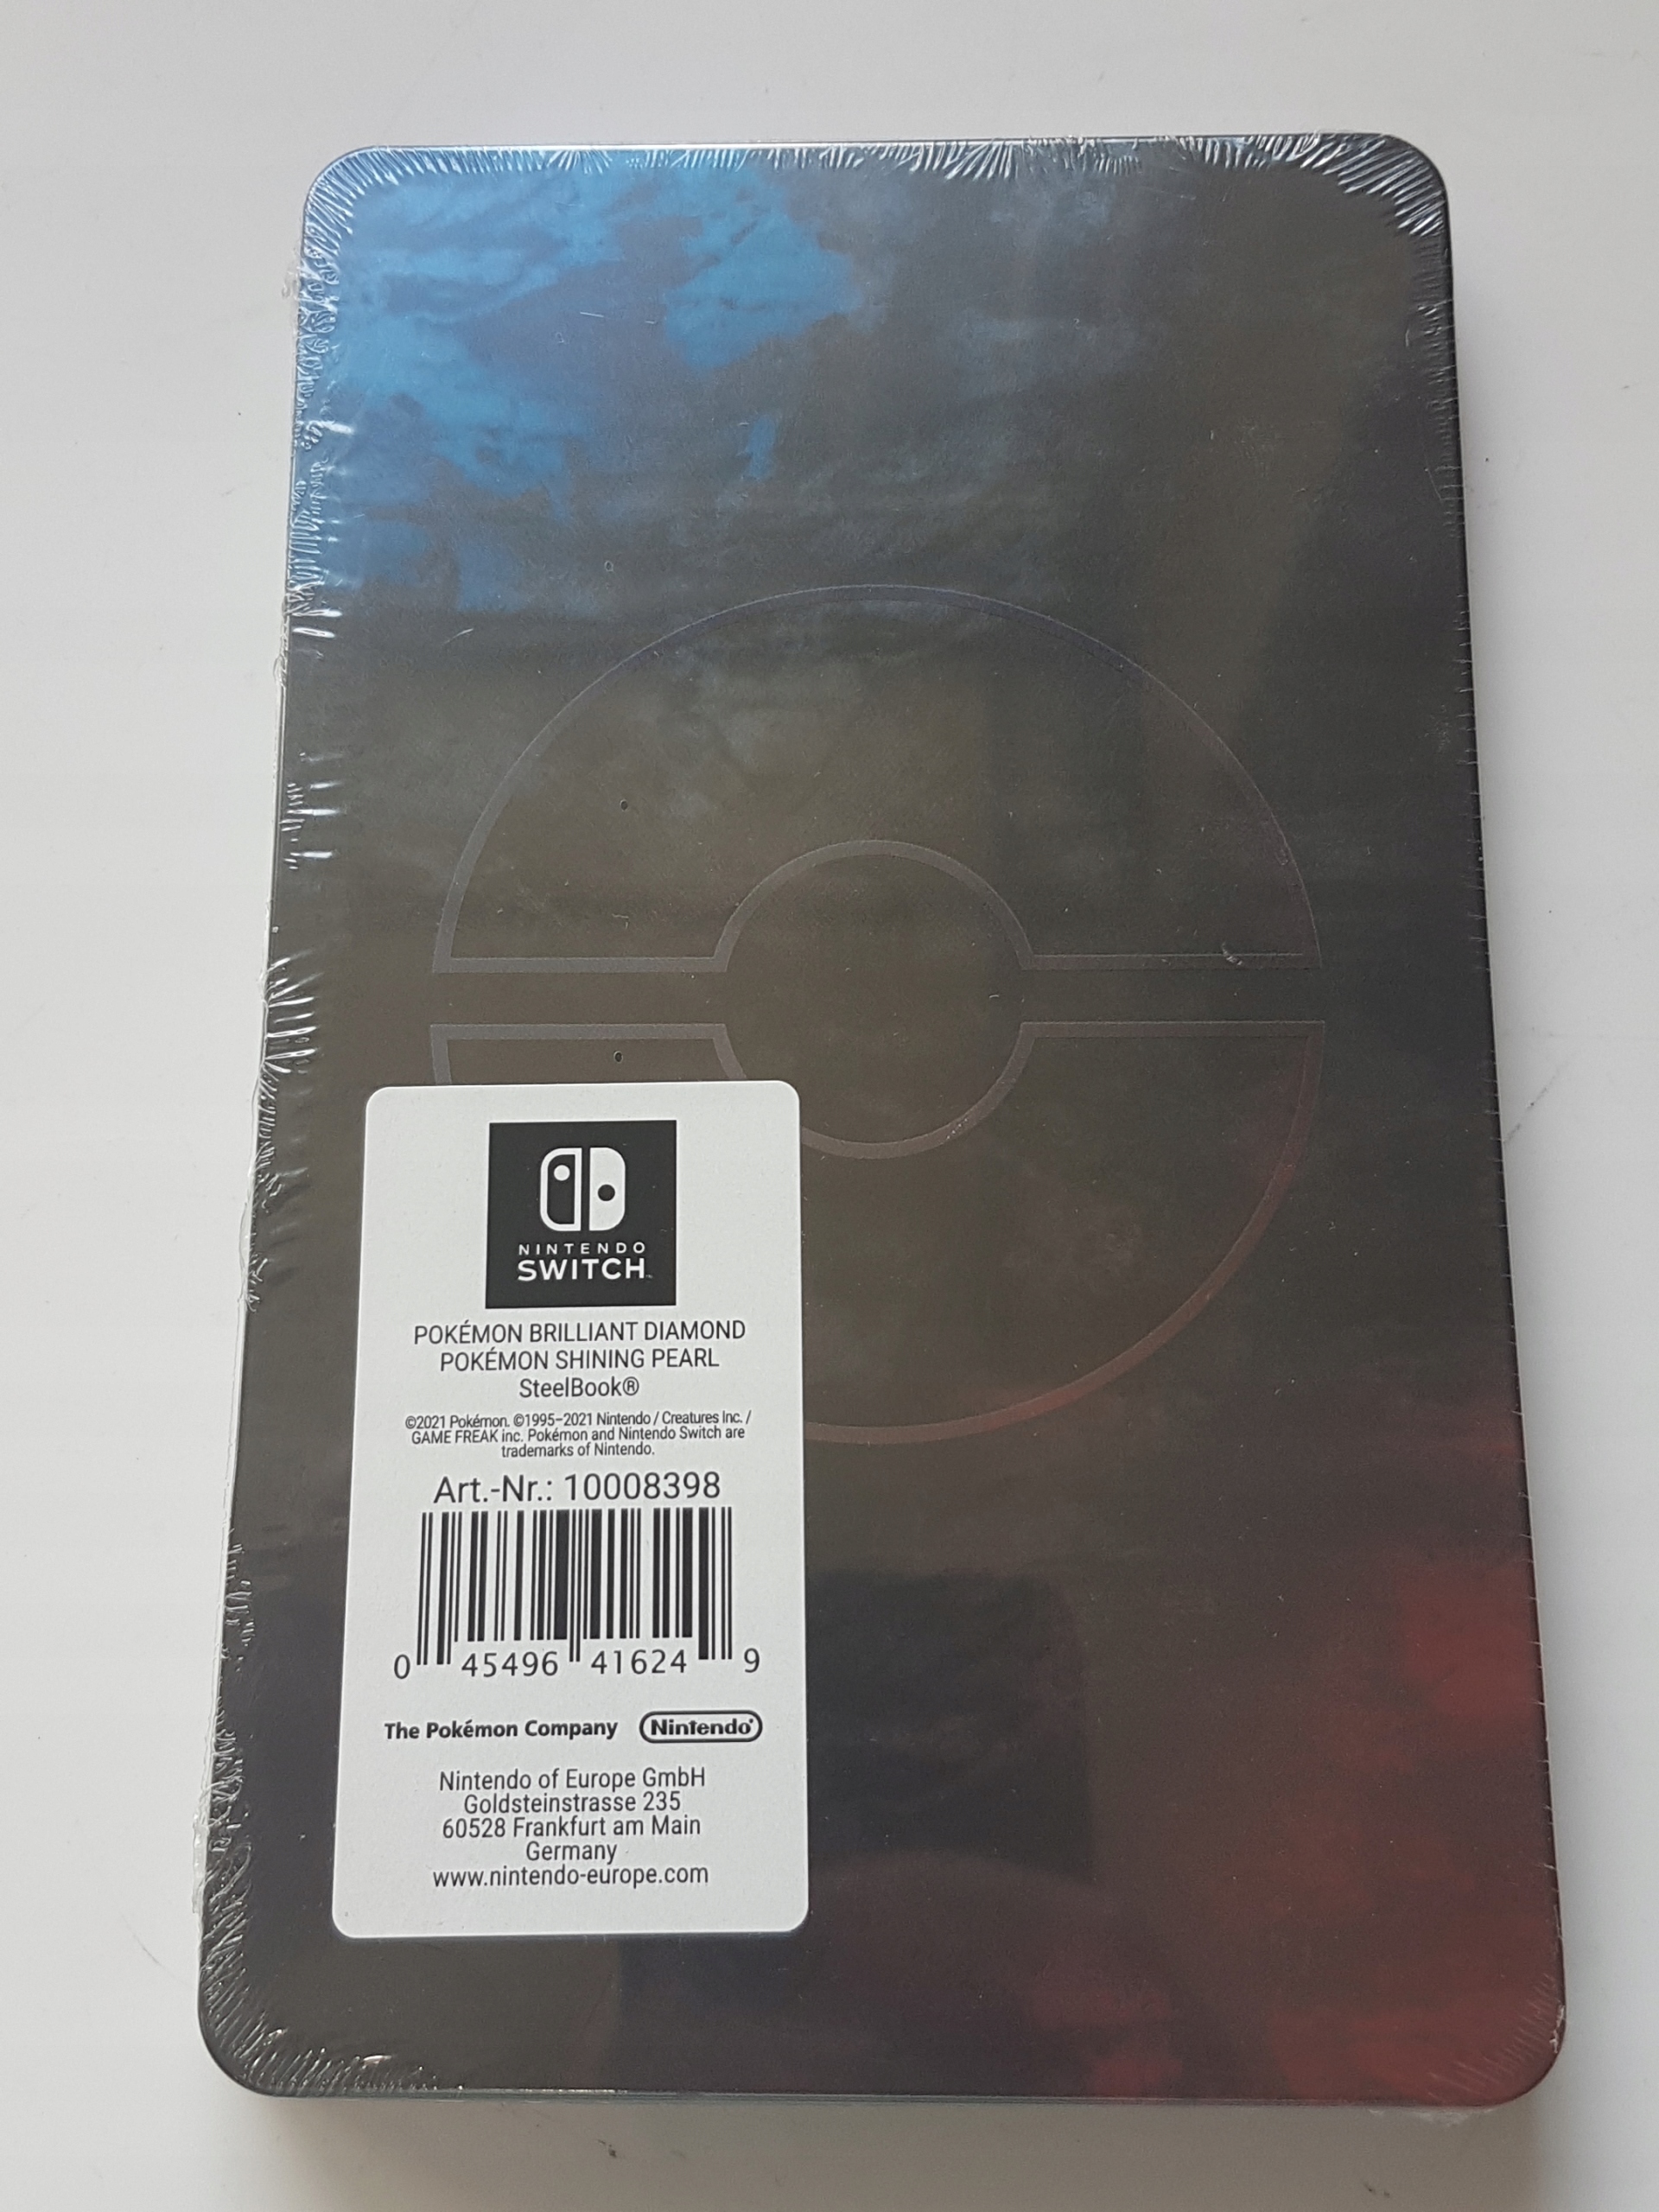 NINTENDO
SWITCH™
POKÉMON BRILLIANT DIAMOND
POKÉMON SHINING PEARL
SteelBook®
©2021 Pokémon. ©1995–2021 Nintendo / Creatures Inc. /
GAME FREAK inc. Pokémon and Nintendo Switch are
trademarks of Nintendo.
Art.-Nr.: 10008398
0 45496 41624 9
The Pokémon Company Nintendo®
Nintendo of Europe GmbH
Goldsteinstrasse 235
60528 Frankfurt am Main
Germany
www.nintendo-europe.com